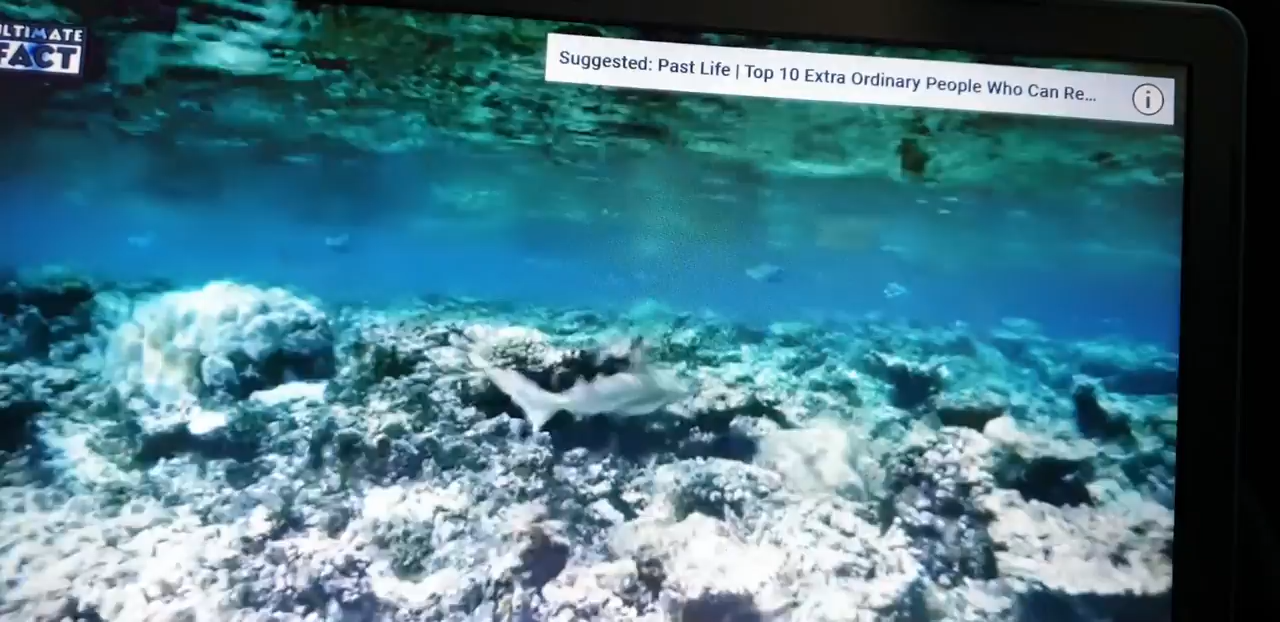 ULTIMATE
FACT
Suggested: Past Life | Top 10 Extra Ordinary People Who Can Re...